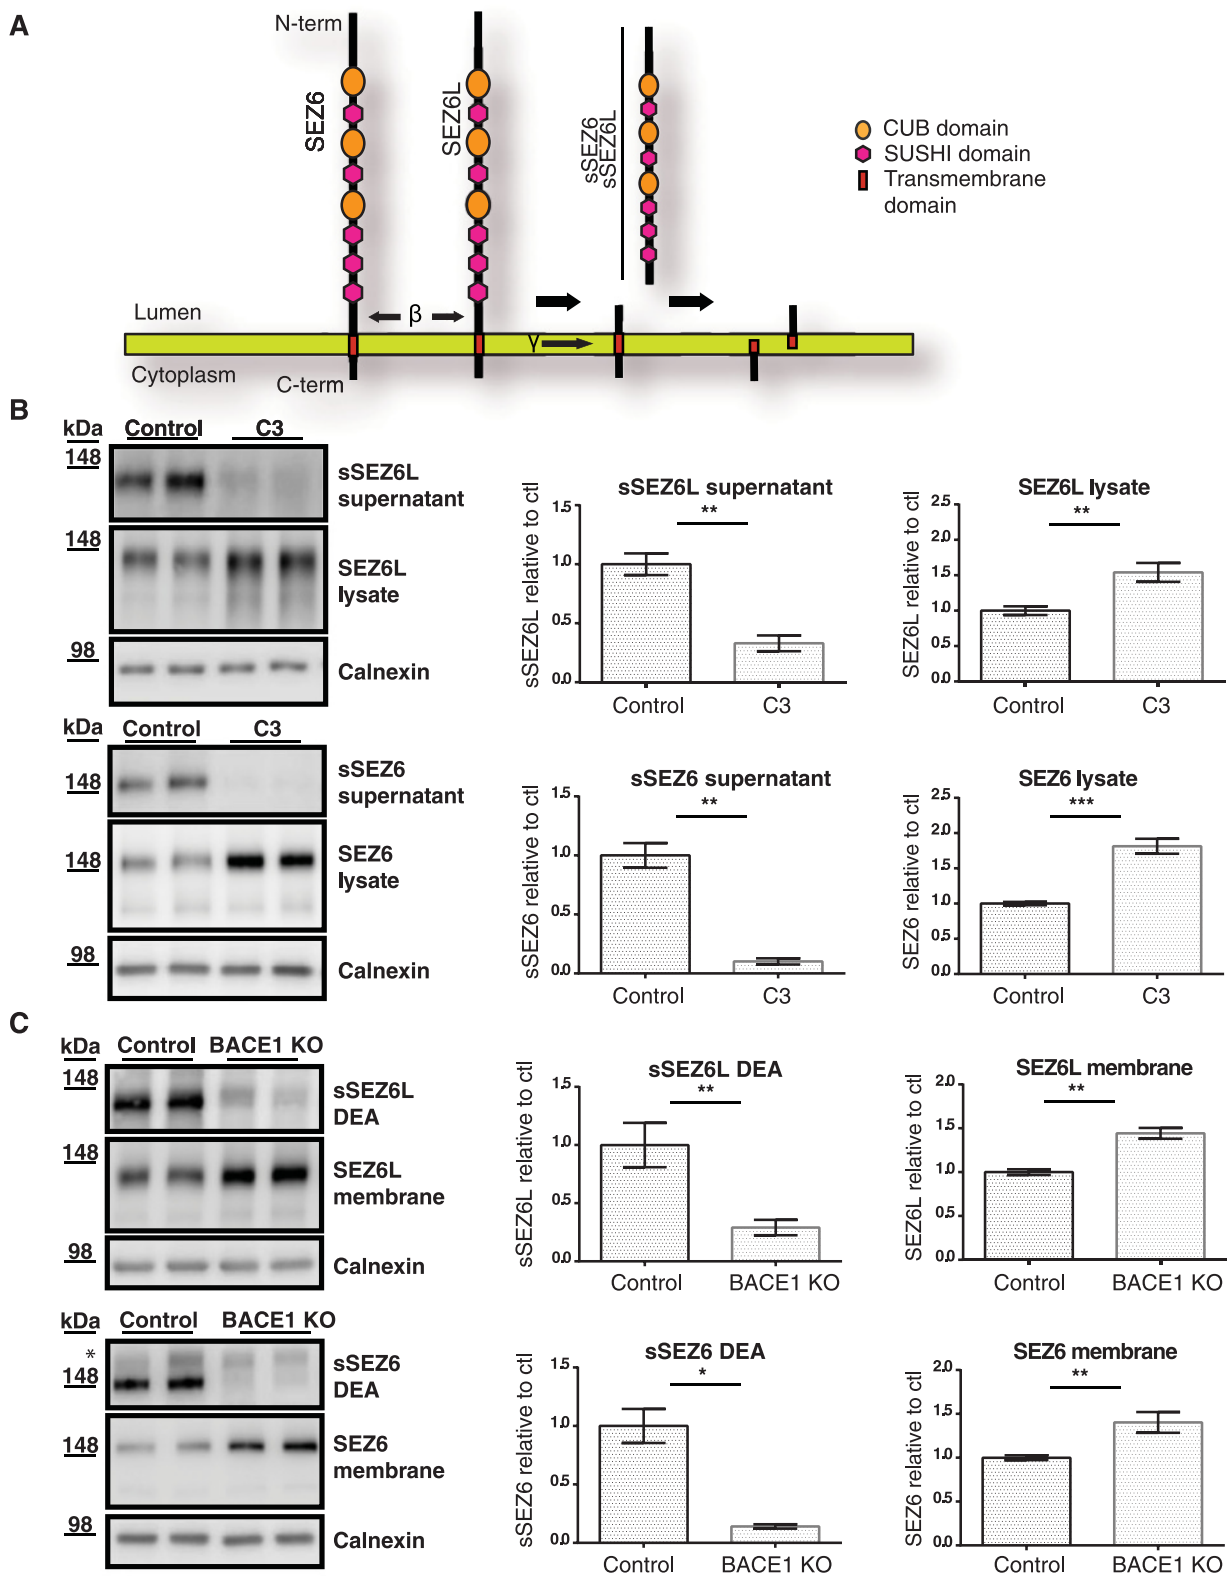 A
N-term
SEZ6
SEZ6L
sSEZ6
sSEZ6L
CUB domain
SUSHI domain
Transmembrane
domain
Lumen
β
γ
Cytoplasm
C-term
B
kDa
Control
C3
148
sSEZ6L
supernatant
148
SEZ6L
lysate
98
Calnexin
sSEZ6L supernatant
sSEZ6L relative to ctl
1.5
1.0
0.5
0.0
**
Control
C3
SEZ6L lysate
SEZ6L relative to ctl
2.5
2.0
1.5
1.0
0.5
0.0
**
Control
C3
kDa
Control
C3
148
sSEZ6
supernatant
148
SEZ6
lysate
98
Calnexin
sSEZ6 supernatant
sSEZ6 relative to ctl
1.5
1.0
0.5
0.0
**
Control
C3
SEZ6 lysate
SEZ6 relative to ctl
2.5
2.0
1.5
1.0
0.5
0.0
***
Control
C3
C
kDa
Control
BACE1 KO
148
sSEZ6L
DEA
148
SEZ6L
membrane
98
Calnexin
sSEZ6L DEA
sSEZ6L relative to ctl
1.5
1.0
0.5
0.0
**
Control
BACE1 KO
SEZ6L membrane
SEZ6L relative to ctl
2.0
1.5
1.0
0.5
0.0
**
Control
BACE1 KO
kDa
Control
BACE1 KO
*
148
sSEZ6
DEA
148
SEZ6
membrane
98
Calnexin
sSEZ6 DEA
sSEZ6 relative to ctl
1.5
1.0
0.5
0.0
*
Control
BACE1 KO
SEZ6 membrane
SEZ6 relative to ctl
2.0
1.5
1.0
0.5
0.0
**
Control
BACE1 KO